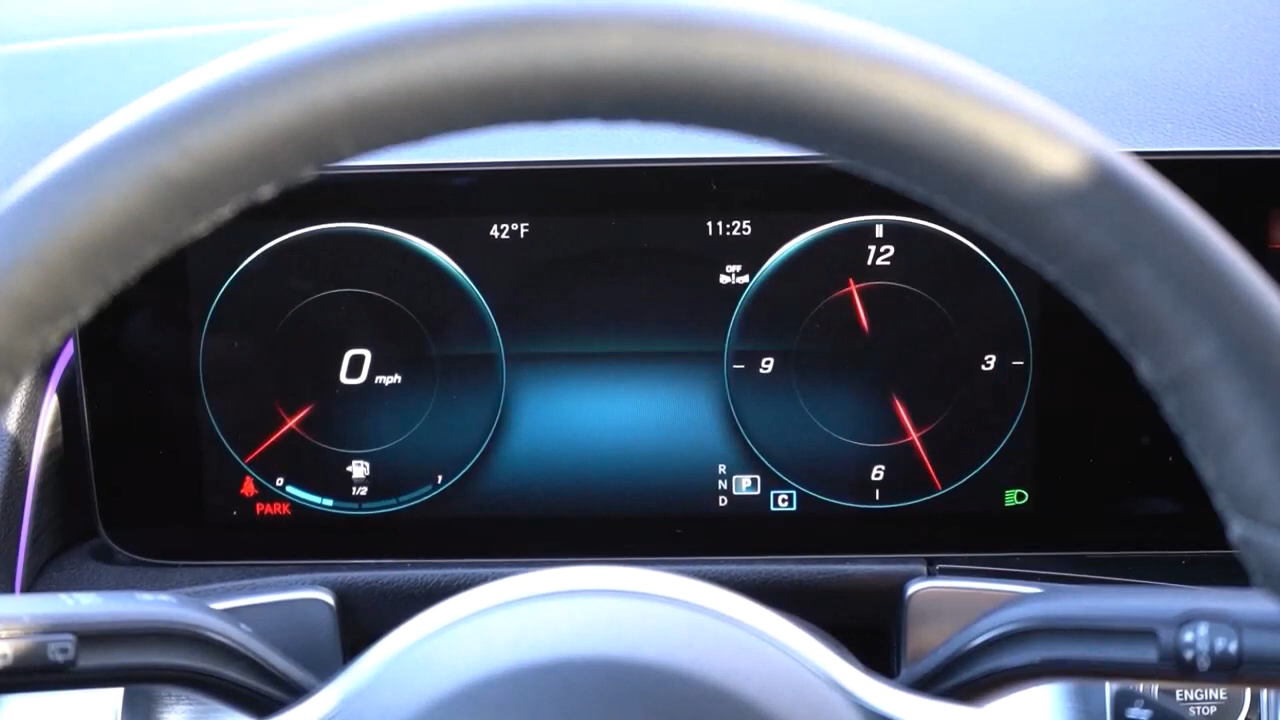 42°F
11:25
OFF
12
9
3
6
0 mph
0
1/2
1
PARK
R
N P
D
C
ENGINE
STOP